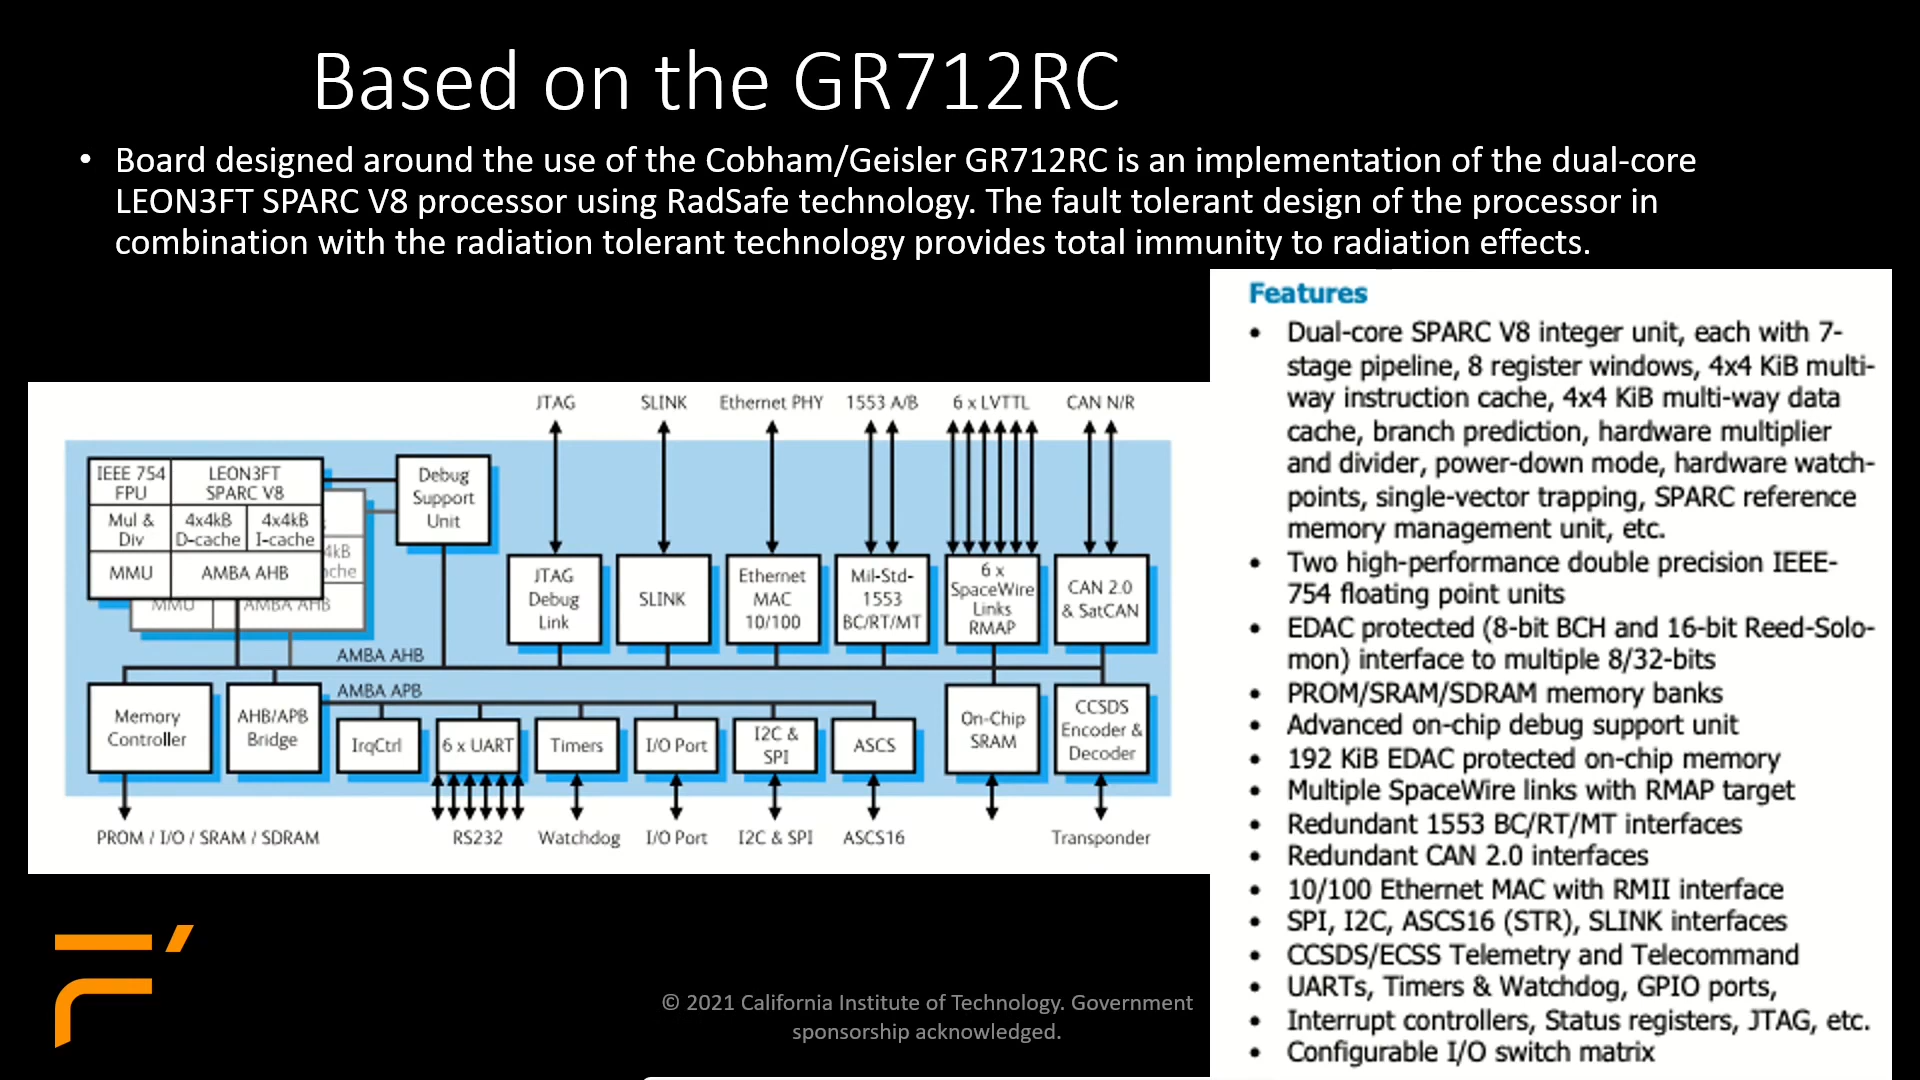 Based on the GR712RC
• Board designed around the use of the Cobham/Geisler GR712RC is an implementation of the dual-core
LEON3FT SPARC V8 processor using RadSafe technology. The fault tolerant design of the processor in
combination with the radiation tolerant technology provides total immunity to radiation effects.
JTAG SLINK Ethernet PHY 1553 A/B 6 x LVTTL CAN N/R
IEEE 754
FPU
LEON3FT
SPARC V8
Mul &
Div
4x4kB
D-cache
4x4kB
I-cache
MMU
AMBA AHB
4kB
che
MMU
AMBA AHB
Debug
Support
Unit
JTAG
Debug
Link
SLINK
Ethernet
MAC
10/100
Mil-Std-
1553
BC/RT/MT
6 x
SpaceWire
Links
RMAP
CAN 2.0
& SatCAN
AMBA AHB
AMBA APB
Memory
Controller
AHB/APB
Bridge
IrqCtrl
6 x UART
Timers
I/O Port
I2C &
SPI
ASCS
On-Chip
SRAM
CCSDS
Encoder &
Decoder
PROM / I/O / SRAM / SDRAM RS232 Watchdog I/O Port I2C & SPI ASCS16 Transponder
Features
• Dual-core SPARC V8 integer unit, each with 7-
stage pipeline, 8 register windows, 4x4 KiB multi-
way instruction cache, 4x4 KiB multi-way data
cache, branch prediction, hardware multiplier
and divider, power-down mode, hardware watch-
points, single-vector trapping, SPARC reference
memory management unit, etc.
• Two high-performance double precision IEEE-
754 floating point units
• EDAC protected (8-bit BCH and 16-bit Reed-Solo-
mon) interface to multiple 8/32-bits
• PROM/SRAM/SDRAM memory banks
• Advanced on-chip debug support unit
• 192 KiB EDAC protected on-chip memory
• Multiple SpaceWire links with RMAP target
• Redundant 1553 BC/RT/MT interfaces
• Redundant CAN 2.0 interfaces
• 10/100 Ethernet MAC with RMII interface
• SPI, I2C, ASCS16 (STR), SLINK interfaces
• CCSDS/ECSS Telemetry and Telecommand
• UARTs, Timers & Watchdog, GPIO ports,
• Interrupt controllers, Status registers, JTAG, etc.
• Configurable I/O switch matrix
© 2021 California Institute of Technology. Government
sponsorship acknowledged.